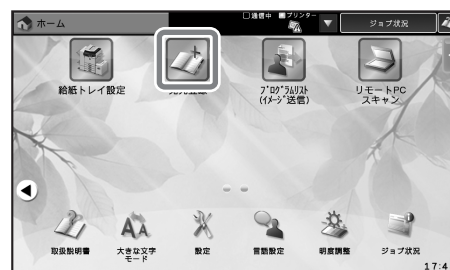 ホーム
□通信中 ■プリンター
ジョブ状況
給紙トレイ設定
プログラムリスト
(イメージ送信)
リモートPC
スキャン
取扱説明書
大きな文字
モード
設定
言語設定
明度調整
ジョブ状況
17:4